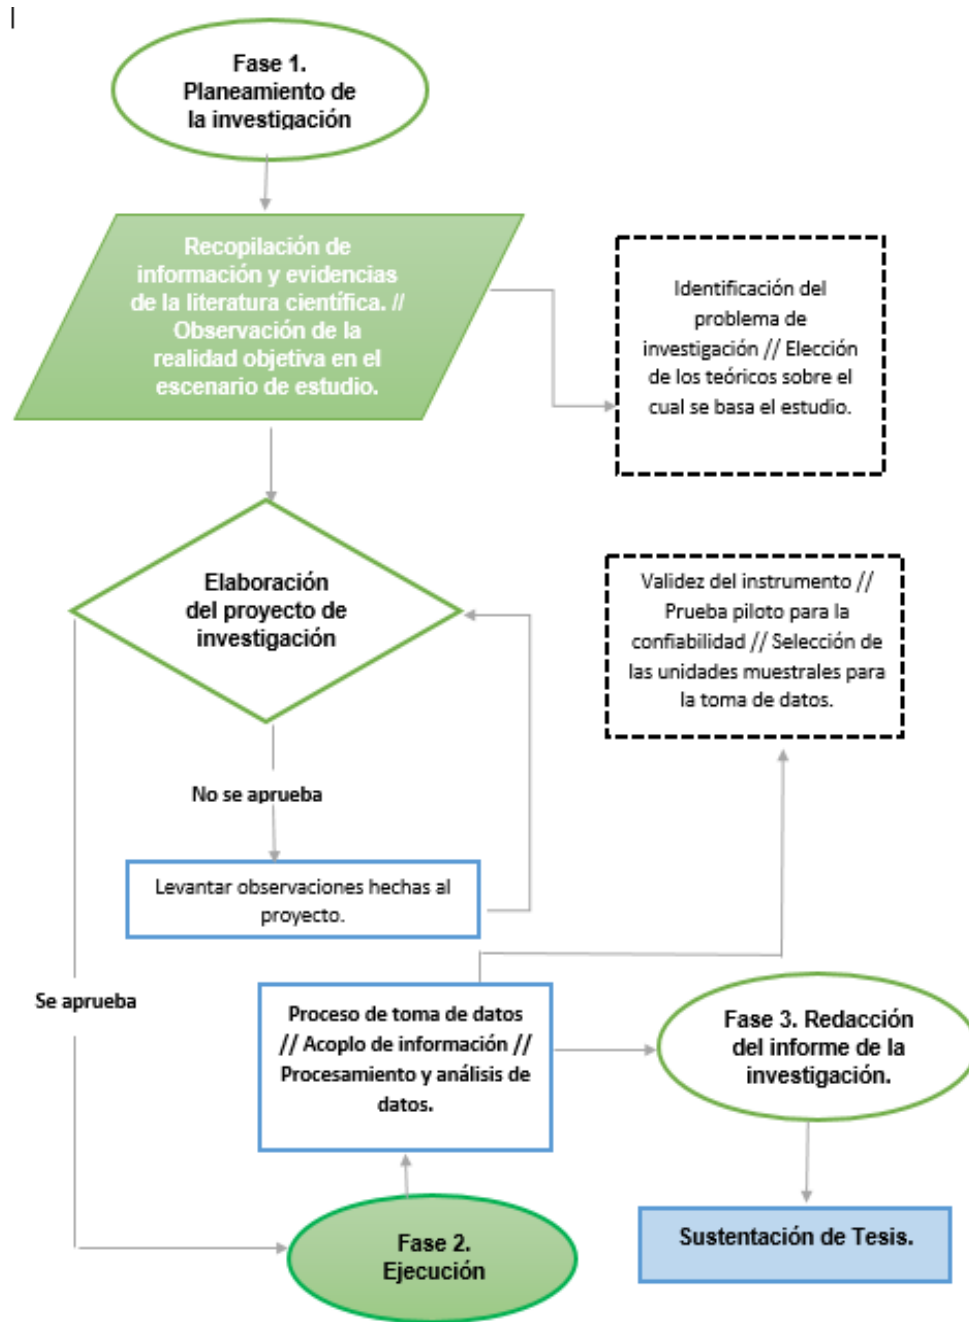 Fase 1.
Planeamiento de
la investigación
Recopilación de
información y evidencias
de la literatura científica. //
Observación de la
realidad objetiva en el
escenario de estudio.
Identificación del
problema de
investigación // Elección
de los teóricos sobre el
cual se basa el estudio.
Elaboración
del proyecto de
investigación
Validez del instrumento //
Prueba piloto para la
confiabilidad // Selección de
las unidades muestrales para
la toma de datos.
No se aprueba
Levantar observaciones hechas al
proyecto.
Se aprueba
Proceso de toma de datos
// Acoplo de información //
Procesamiento y análisis de
datos.
Fase 3. Redacción
del informe de la
investigación.
Fase 2.
Ejecución
Sustentación de Tesis.